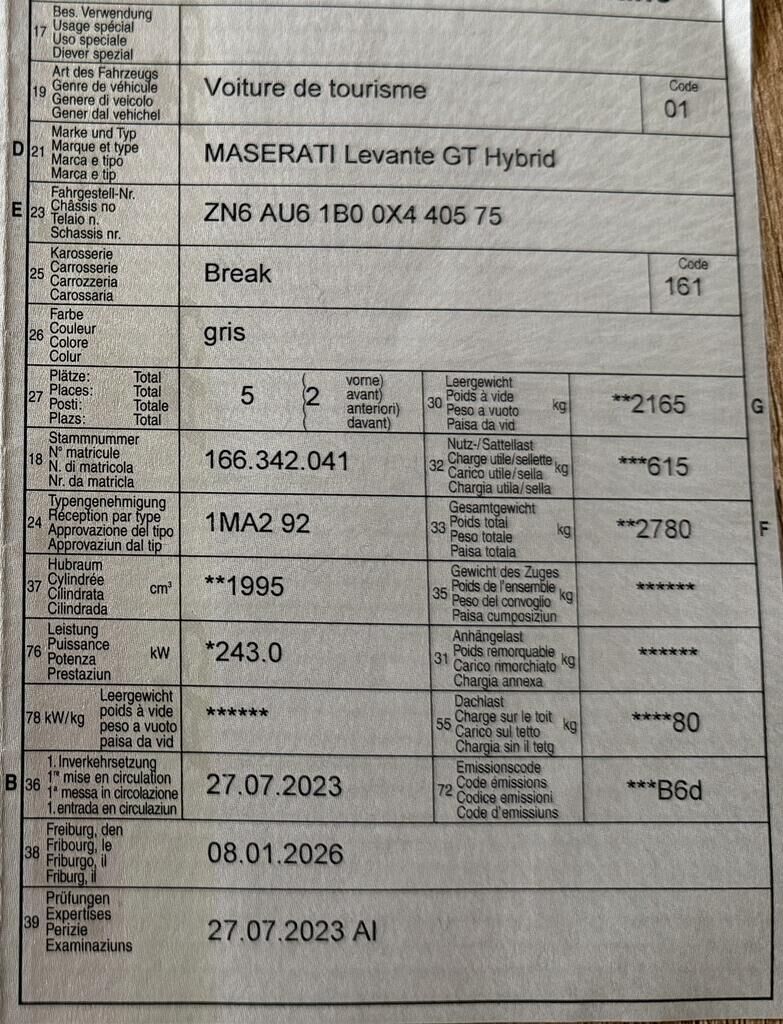 17 Bes. Verwendung
Usage spécial
Uso speciale
Diever spezial
19 Art des Fahrzeugs
Genre de véhicule
Genere di veicolo
Gener dal vehichel
Voiture de tourisme
Code
01
D 21 Marke und Typ
Marque et type
Marca e tipo
Marca e tip
MASERATI Levante GT Hybrid
E 23 Fahrgestell-Nr.
Châssis no
Telaio n.
Schassis nr.
ZN6 AU6 1B0 0X4 405 75
25 Karosserie
Carrosserie
Carrozzeria
Carossaria
Break
Code
161
26 Farbe
Couleur
Colore
Colur
gris
27 Plätze: Total
Places: Total
Posti: Totale
Plazs: Total
5 (2 vorne)
avant)
anteriori)
davant)
30 Leergewicht
Poids à vide
Peso a vuoto
Paisa da vid
kg
**2165
G
18 Stammnummer
N° matricule
N. di matricola
Nr. da matricla
166.342.041
32 Nutz-/Sattellast
Charge utile/sellette
Carico utile/sella
Chargia utila/sella
kg
***615
24 Typengenehmigung
Réception par type
Approvazione del tipo
Approvaziun dal tip
1MA2 92
33 Gesamtgewicht
Poids total
Peso totale
Paisa totala
kg
**2780
F
37 Hubraum
Cylindrée
Cilindrata
Cilindrada
cm³
**1995
35 Gewicht des Zuges
Poids de l'ensemble
Peso del convoglio
Paisa cumposiziun
kg
******
76 Leistung
Puissance
Potenza
Prestaziun
kW
*243.0
31 Anhängelast
Poids remorquable
Carico rimorchiato
Chargia annexa
kg
******
78 kW/kg
Leergewicht
poids à vide
peso a vuoto
paisa da vid
******
55 Dachlast
Charge sur le toit
Carico sul tetto
Chargia sin il tetg
kg
****80
B 36 1. Inverkehrsetzung
1re mise en circulation
1a messa in circolazione
1. entrada en circulaziun
27.07.2023
72 Emissionscode
Code émissions
Codice emissioni
Code d'emissiuns
***B6d
38 Freiburg, den
Fribourg, le
Friburgo, il
Friburg, il
08.01.2026
39 Prüfungen
Expertises
Perizie
Examinaziuns
27.07.2023 AI